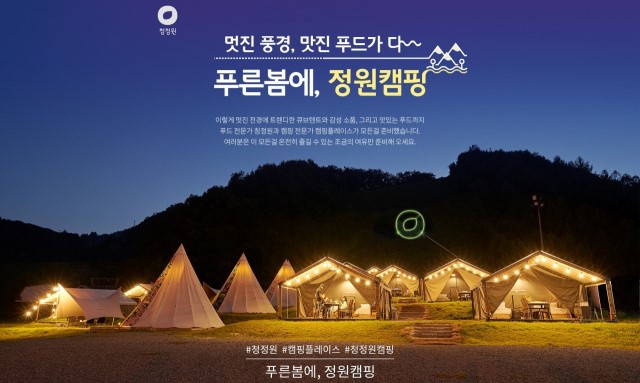 청정원
멋진 풍경, 맛진 푸드가 다~
푸른봄에, 정원캠핑
이렇게 멋진 전경에 트렌디한 큐브텐트와 감성 소품, 그리고 맛있는 푸드까지
푸드 전문가 청정원과 캠핑 전문가 캠핑플레이스가 모든걸 준비했습니다.
여러분은 이 모든걸 온전히 즐길 수 있는 조금의 여유만 준비해 오세요.
#청정원 #캠핑플레이스 #청정원캠핑
푸른봄에, 정원캠핑